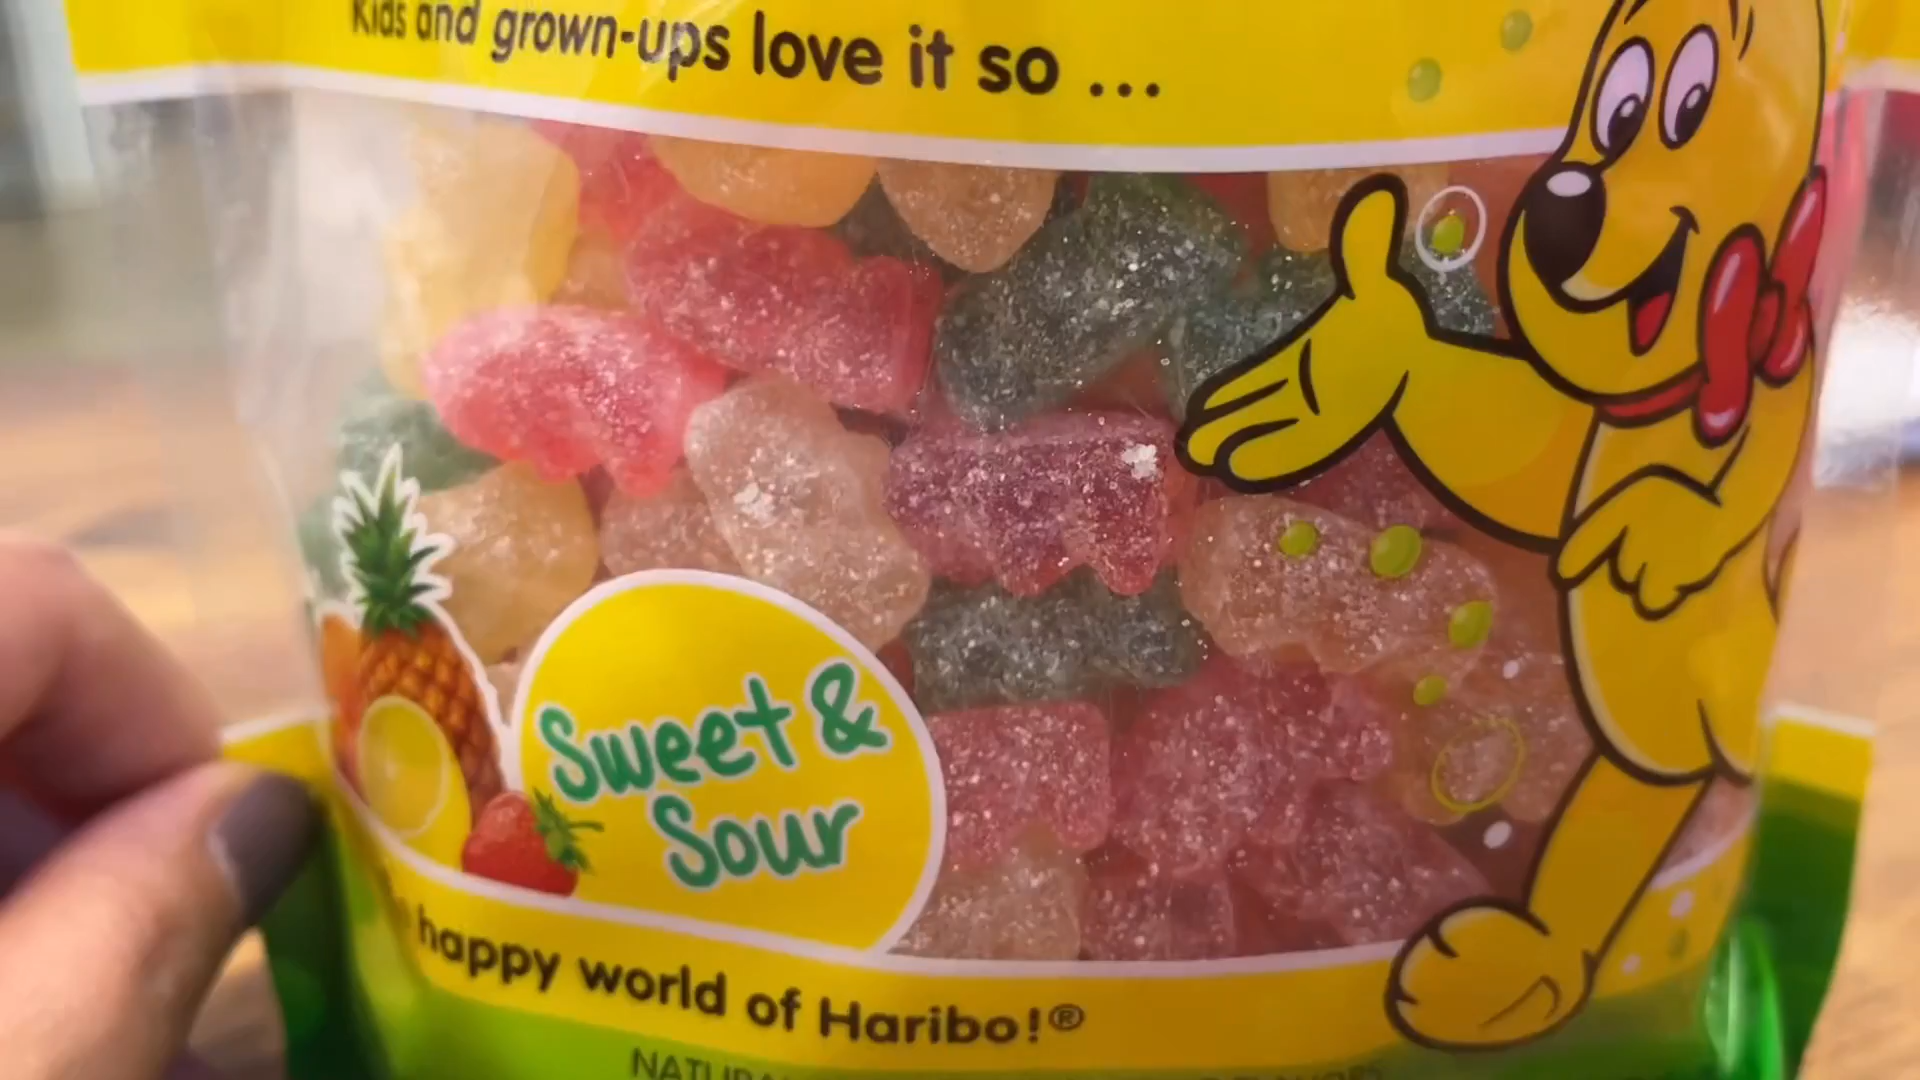 Kids and grown-ups love it so ...
Sweet &
Sour
happy world of Haribo!®